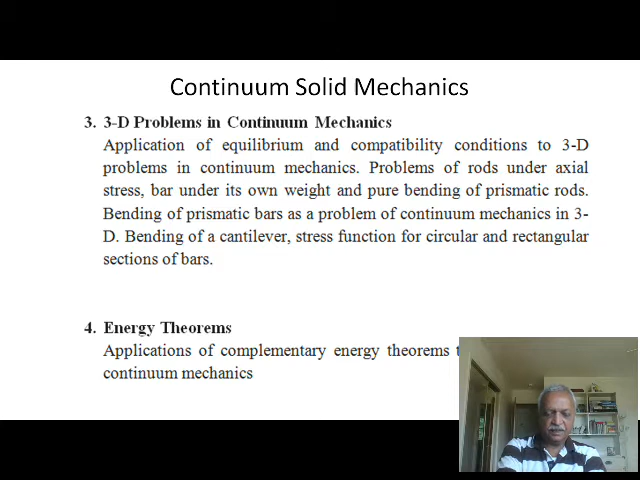 Continuum Solid Mechanics
3. 3-D Problems in Continuum Mechanics
Application of equilibrium and compatibility conditions to 3-D
problems in continuum mechanics. Problems of rods under axial
stress, bar under its own weight and pure bending of prismatic rods.
Bending of prismatic bars as a problem of continuum mechanics in 3-
D. Bending of a cantilever, stress function for circular and rectangular
sections of bars.
4. Energy Theorems
Applications of complementary energy theorems
continuum mechanics